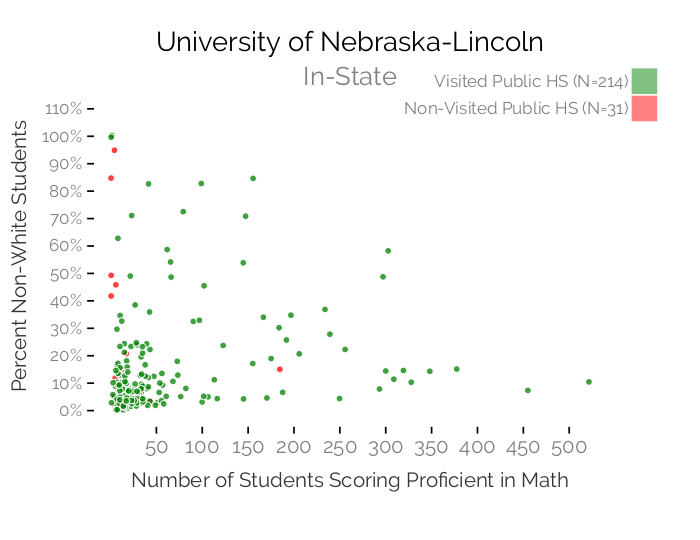 University of Nebraska-Lincoln
In-State
Visited Public HS (N=214)
Non-Visited Public HS (N=31)
Percent Non-White Students
110%
100%
90%
80%
70%
60%
50%
40%
30%
20%
10%
0%
50 100 150 200 250 300 350 400 450 500
Number of Students Scoring Proficient in Math